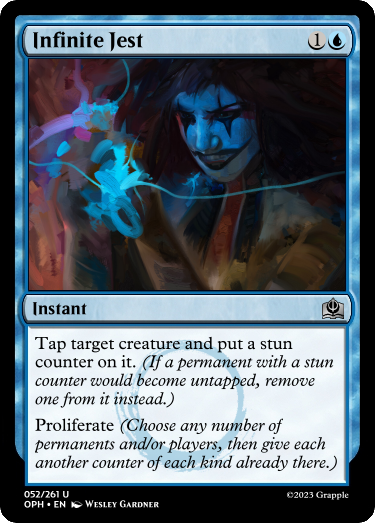 Infinite Jest 1
Instant
Tap target creature and put a stun
counter on it. (If a permanent with a stun
counter would become untapped, remove
one from it instead.)
Proliferate (Choose any number of
permanents and/or players, then give each
another counter of each kind already there.)
052/261 U
OPH • EN Wesley Gardner
©2023 Grapple